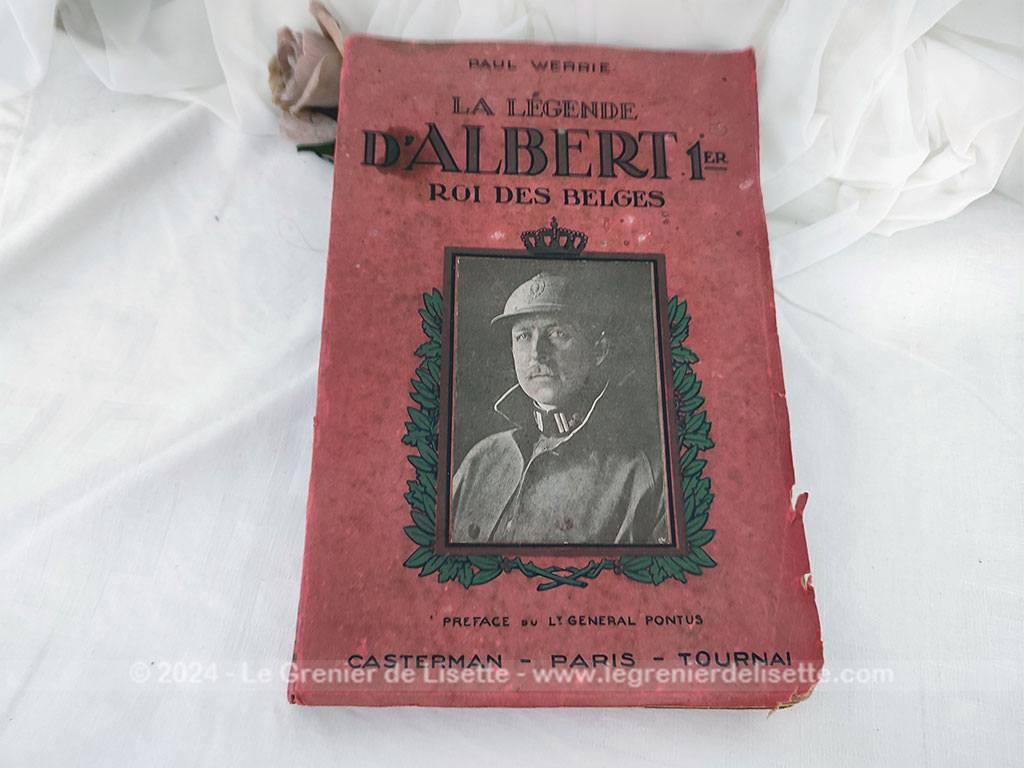 PAUL WERRIE
LA LÉGENDE
D'ALBERT 1ER
ROI DES BELGES
PREFACE DU LT GENERAL PONTUS
CASTERMAN - PARIS - TOURNAI
© 2024 - Le Grenier de Lisette - www.legrenierdelisette.com